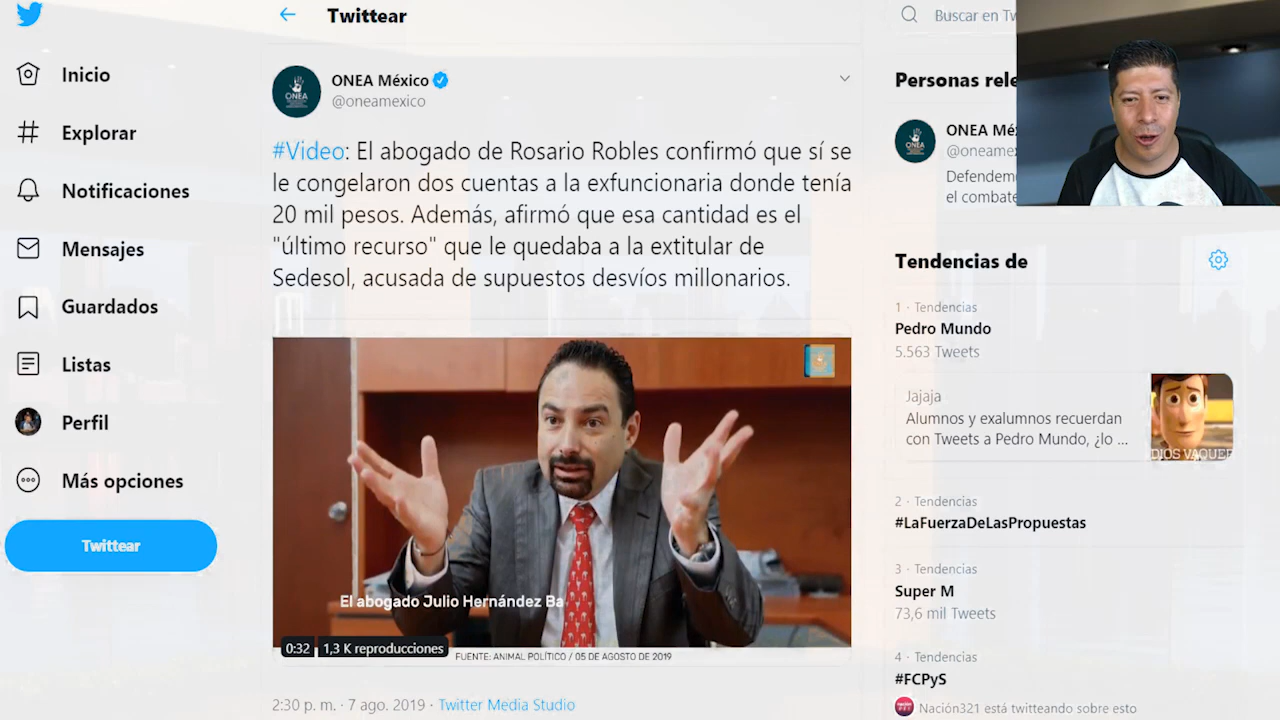 Inicio
Explorar
Notificaciones
Mensajes
Guardados
Listas
Perfil
Más opciones
Twittear
Twittear
ONEA México
@oneamexico
#Video: El abogado de Rosario Robles confirmó que sí se
le congelaron dos cuentas a la exfuncionaria donde tenía
20 mil pesos. Además, afirmó que esa cantidad es el
"último recurso" que le quedaba a la extitular de
Sedesol, acusada de supuestos desvíos millonarios.
ONEA
El abogado Julio Hernández Ba
0:32 1,3 K reproducciones
FUENTE: ANIMAL POLÍTICO / 05 DE AGOSTO DE 2019
2:30 p. m. · 7 ago. 2019 · Twitter Media Studio
Buscar en Tw
Personas rele
ONEA
ONEA Méx
@oneamex
Defendemo
el combate
Tendencias de
1 · Tendencias
Pedro Mundo
5.563 Tweets
Jajaja
Alumnos y exalumnos recuerdan
con Tweets a Pedro Mundo, ¿lo ...
DIOS VAQUER
2 · Tendencias
#LaFuerzaDeLasPropuestas
3 · Tendencias
Super M
73,6 mil Tweets
4 · Tendencias
#FCPyS
Nación321 está twitteando sobre esto